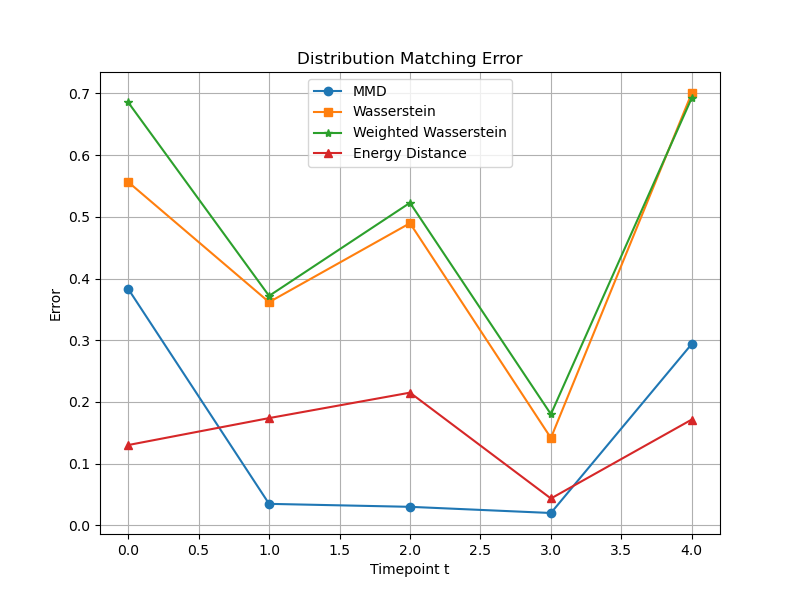 Distribution Matching Error
MMD
Wasserstein
Weighted Wasserstein
Energy Distance
Error
0.7
0.6
0.5
0.4
0.3
0.2
0.1
0.0
0.0 0.5 1.0 1.5 2.0 2.5 3.0 3.5 4.0
Timepoint t